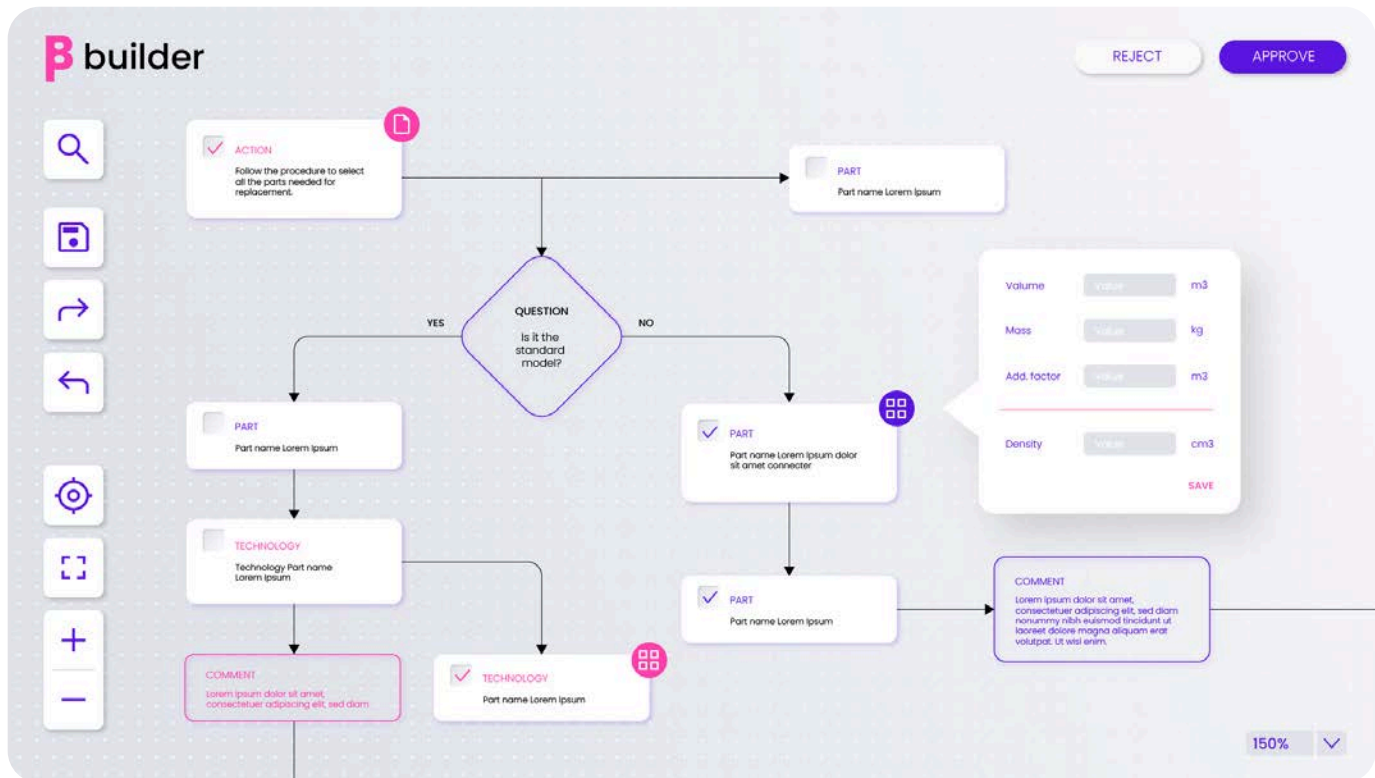 β builder
REJECT
APPROVE
ACTION
Follow the procedure to select
all the parts needed for
replacement.
PART
Part name Lorem Ipsum
QUESTION
Is it the
standard
model?
YES
NO
Valume
Value
m3
Mass
Value
kg
Add. factor
Value
m3
Density
Value
cm3
SAVE
PART
Part name Lorem Ipsum
PART
Part name Lorem Ipsum dolor
sit amet connecter
TECHNOLOGY
Technology Part name
Lorem Ipsum
PART
Part name Lorem Ipsum
COMMENT
Lorem ipsum dolor sit amet,
consectetuer adipiscing elit, sed diam
nonummy nibh euismod tincidunt ut
laoreet dolore magna aliquam erat
volutpat. Ut wisi enim.
COMMENT
Lorem ipsum dolor sit amet,
consectetuer adipiscing elit, sed diam
TECHNOLOGY
Part name Lorem Ipsum
150%